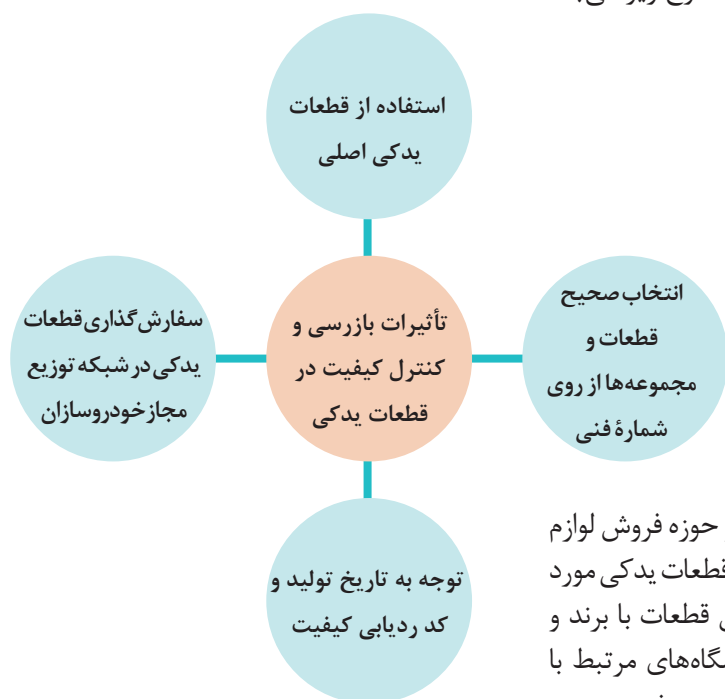 استفاده از قطعات
یدکی اصلی
انتخاب صحیح
قطعات و
مجموعه‌ها از روی
شمارهٔ فنی
تأثیرات بازرسی و
کنترل کیفیت در
قطعات یدکی
سفارش‌گذاری قطعات
یدکی در شبکه توزیع
مجاز خودروسازان
توجه به تاریخ تولید و
کد ردیابی کیفیت
حوزه فروش لوازم
قطعات یدکی مورد
قطعات با برند و
مرتبط با